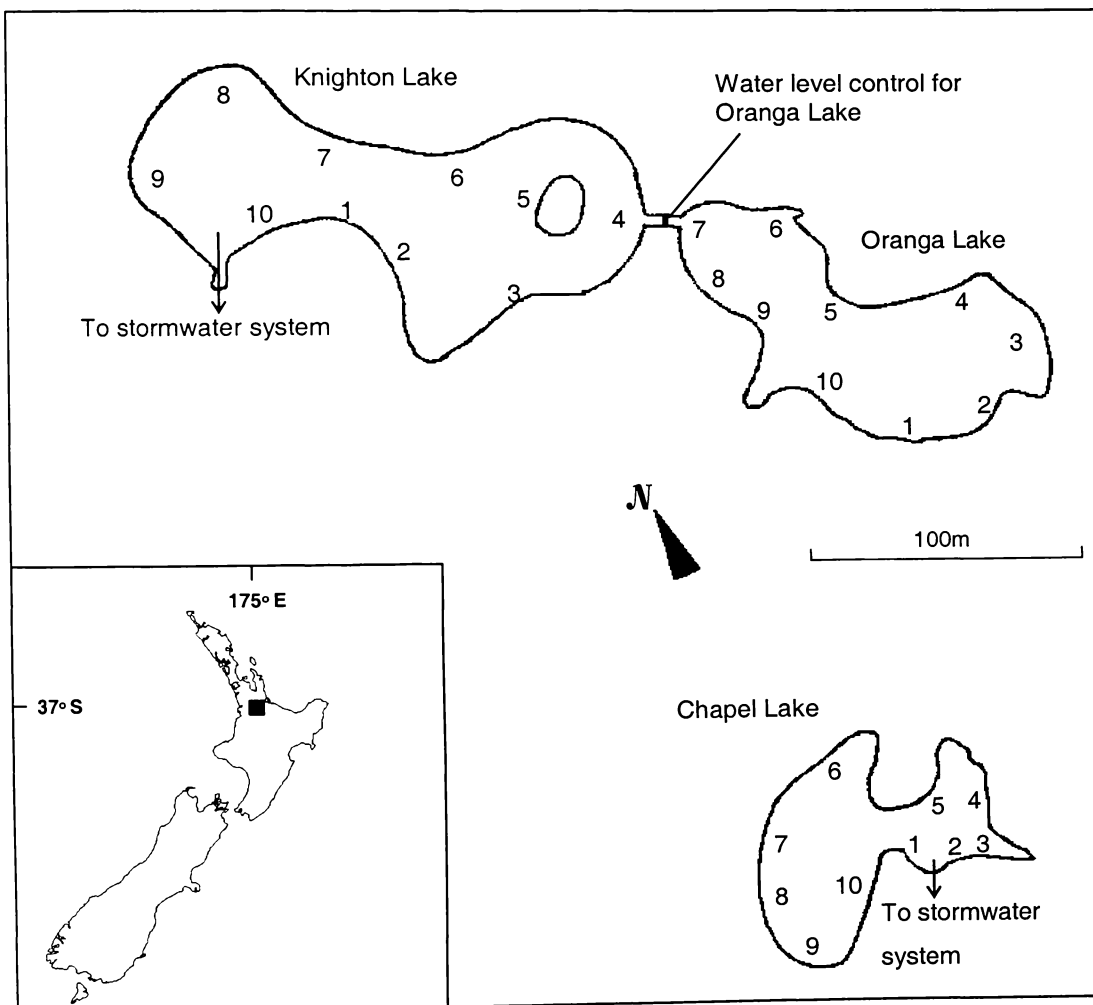 Knighton Lake
8
7
9
6
10
1
5
4
2
3
To stormwater system
Water level control for
Oranga Lake
Oranga Lake
7
6
8
9
5
4
3
10
2
1
N
100m
175° E
37° S
Chapel Lake
6
5
4
7
1
2
3
8
10
9
To stormwater
system